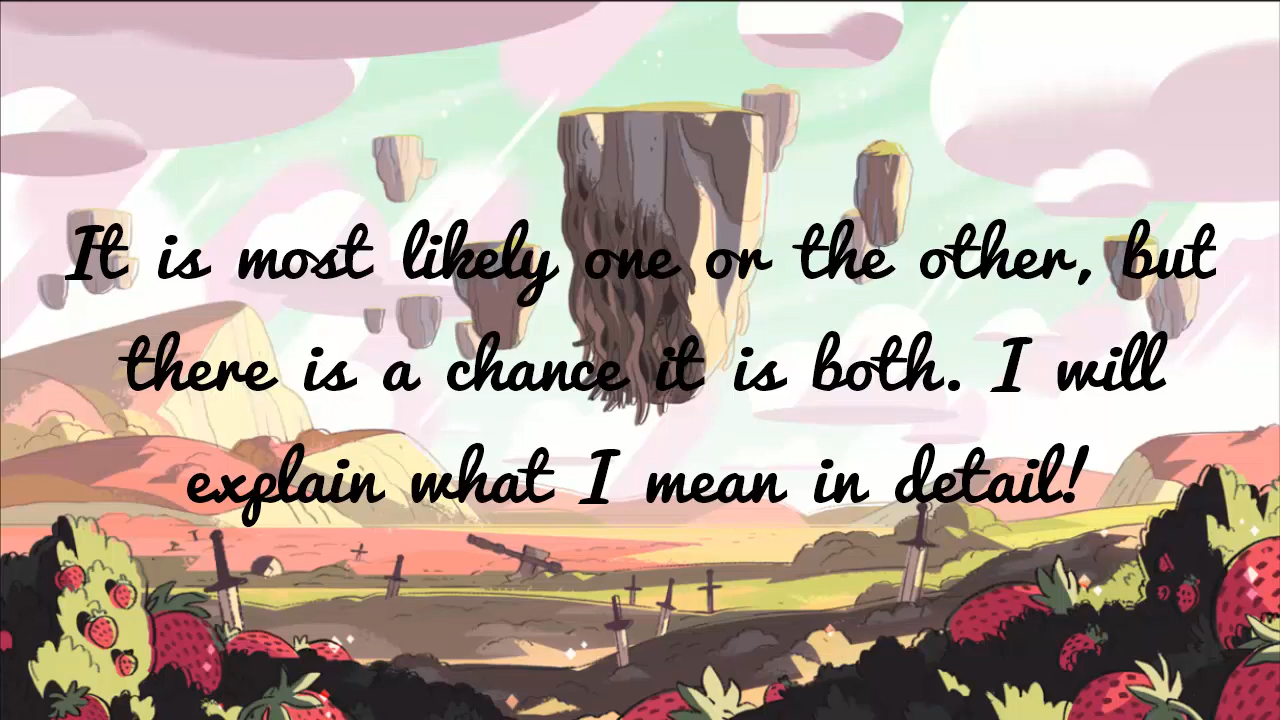 It is most likely one or the other, but
there is a chance it is both. I will
explain what I mean in detail!